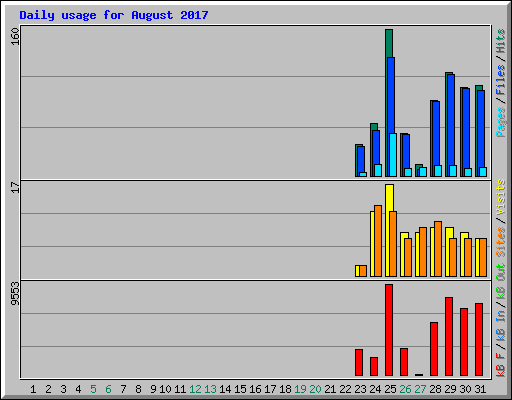 Daily usage for August 2017
160
17
9553
Pages/Files/Hits
Sites/Visits
kB F/kB In/kB Out
1 2 3 4 5 6 7 8 9 10 11 12 13 14 15 16 17 18 19 20 21 22 23 24 25 26 27 28 29 30 31